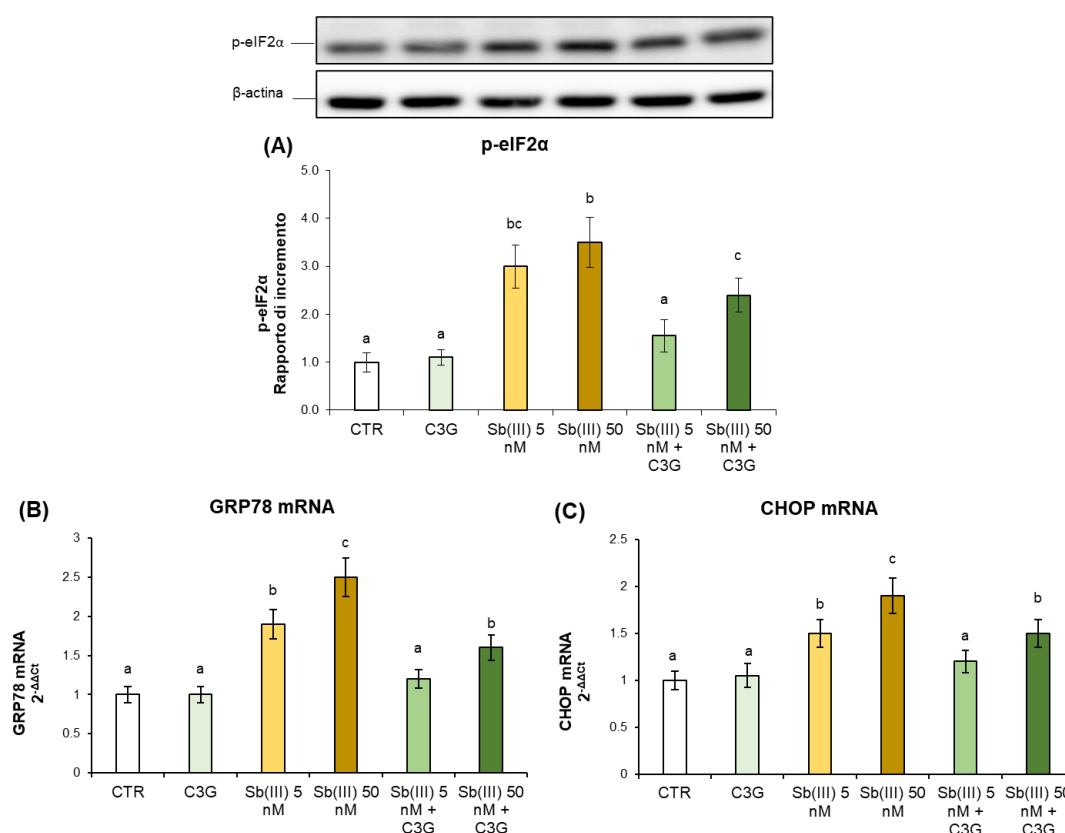 p-eIF2α
β-actina
(A)
p-eIF2α
5.0
4.0
3.0
2.0
1.0
0.0
p-eIF2α
Rapporto di incremento
a
a
bc
b
a
c
CTR
C3G
Sb(III) 5
nM
Sb(III) 50
nM
Sb(III) 5
nM +
C3G
Sb(III) 50
nM + C3G
(B)
GRP78 mRNA
3
2.5
2
1.5
1
0.5
0
GRP78 mRNA
2-ΔΔCt
a
a
b
c
a
b
CTR
C3G
Sb(III) 5
nM
Sb(III) 50
nM
Sb(III) 5
nM +
C3G
Sb(III) 50
nM +
C3G
(C)
CHOP mRNA
2.5
2
1.5
1
0.5
0
CHOP mRNA
2-ΔΔCt
a
a
b
c
a
b
CTR
C3G
Sb(III) 5
nM
Sb(III) 50
nM
Sb(III) 5
nM + C3G
Sb(III) 50
nM + C3G